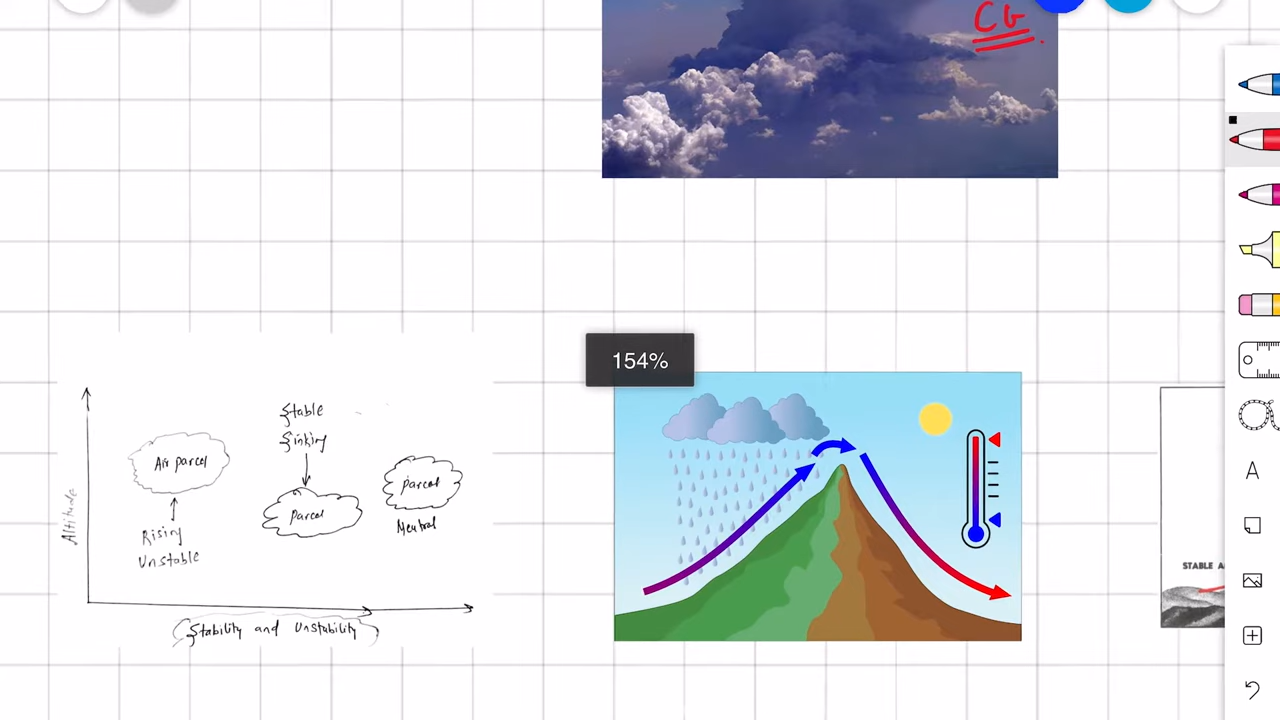 Cb
154%
Stable
Sinking
Air parcel
parcel
Parcel
Neutral
Rising
Unstable
Altitude
Stability and Unstability
STABLE A
A